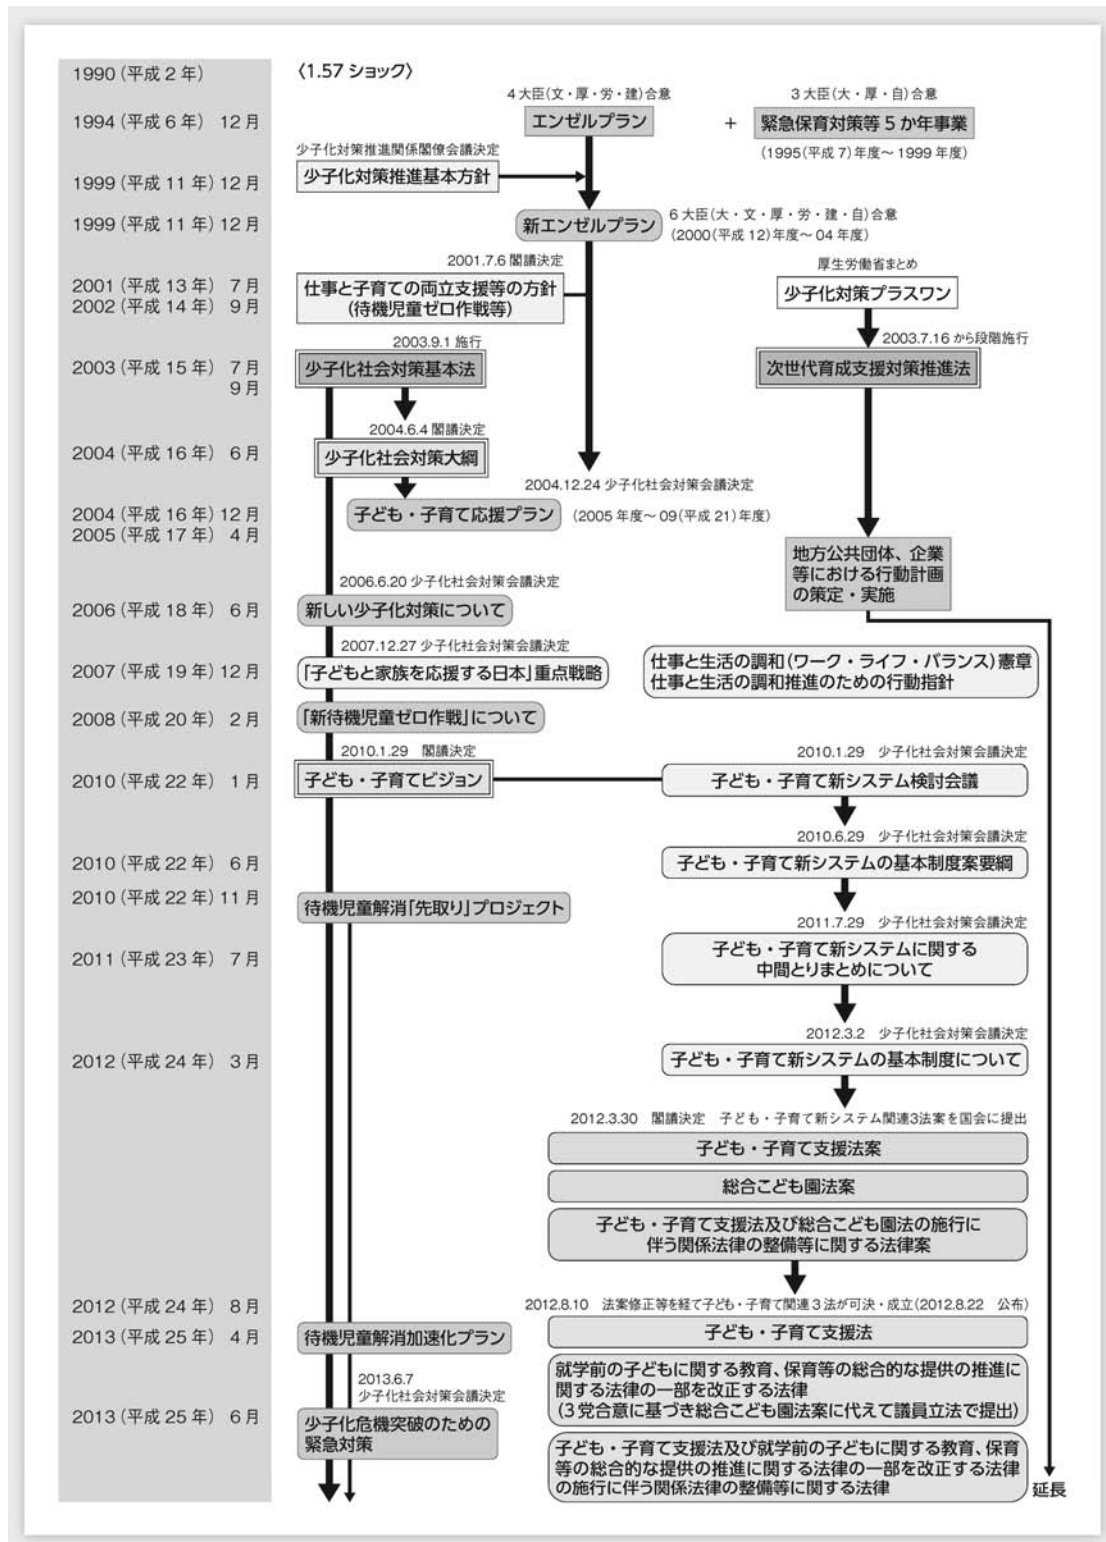 1990（平成 2 年）
〈1.57 ショック〉
4 大臣（文・厚・労・建）合意
3 大臣（大・厚・自）合意
1994（平成 6 年） 12 月
エンゼルプラン
+
緊急保育対策等 5 か年事業
（1995（平成 7）年度～ 1999 年度）
少子化対策推進関係閣僚会議決定
1999（平成 11 年）12 月
少子化対策推進基本方針
1999（平成 11 年）12 月
新エンゼルプラン
6 大臣（大・文・厚・労・建・自）合意
（2000（平成 12）年度～ 04 年度）
2001.7.6 閣議決定
厚生労働省まとめ
2001（平成 13 年） 7 月
2002（平成 14 年） 9 月
仕事と子育ての両立支援等の方針
（待機児童ゼロ作戦等）
少子化対策プラスワン
2003.9.1 施行
2003.7.16 から段階施行
2003（平成 15 年） 7 月
9 月
少子化社会対策基本法
次世代育成支援対策推進法
2004.6.4 閣議決定
2004（平成 16 年） 6 月
少子化社会対策大綱
2004.12.24 少子化社会対策会議決定
2004（平成 16 年）12 月
2005（平成 17 年） 4 月
子ども・子育て応援プラン
（2005 年度～ 09（平成 21）年度）
地方公共団体、企業
等における行動計画
の策定・実施
2006.6.20 少子化社会対策会議決定
2006（平成 18 年） 6 月
新しい少子化対策について
2007.12.27 少子化社会対策会議決定
2007（平成 19 年）12 月
「子どもと家族を応援する日本」重点戦略
仕事と生活の調和（ワーク・ライフ・バランス）憲章
仕事と生活の調和推進のための行動指針
2008（平成 20 年） 2 月
「新待機児童ゼロ作戦」について
2010.1.29 閣議決定
2010.1.29 少子化社会対策会議決定
2010（平成 22 年） 1 月
子ども・子育てビジョン
子ども・子育て新システム検討会議
2010.6.29 少子化社会対策会議決定
2010（平成 22 年） 6 月
子ども・子育て新システムの基本制度案要綱
2010（平成 22 年）11 月
待機児童解消「先取り」プロジェクト
2011.7.29 少子化社会対策会議決定
2011（平成 23 年） 7 月
子ども・子育て新システムに関する
中間とりまとめについて
2012.3.2 少子化社会対策会議決定
2012（平成 24 年） 3 月
子ども・子育て新システムの基本制度について
2012.3.30 閣議決定 子ども・子育て新システム関連3法案を国会に提出
子ども・子育て支援法案
総合こども園法案
子ども・子育て支援法及び総合こども園法の施行に
伴う関係法律の整備等に関する法律案
2012（平成 24 年） 8 月
2012.8.10 法案修正等を経て子ども・子育て関連３法が可決・成立（2012.8.22 公布）
2013（平成 25 年） 4 月
待機児童解消加速化プラン
子ども・子育て支援法
2013.6.7
少子化社会対策会議決定
就学前の子どもに関する教育、保育等の総合的な提供の推進に
関する法律の一部を改正する法律
（3 党合意に基づき総合こども園法案に代えて議員立法で提出）
2013（平成 25 年） 6 月
少子化危機突破のための
緊急対策
子ども・子育て支援法及び就学前の子どもに関する教育、保育
等の総合的な提供の推進に関する法律の一部を改正する法律
の施行に伴う関係法律の整備等に関する法律
延長